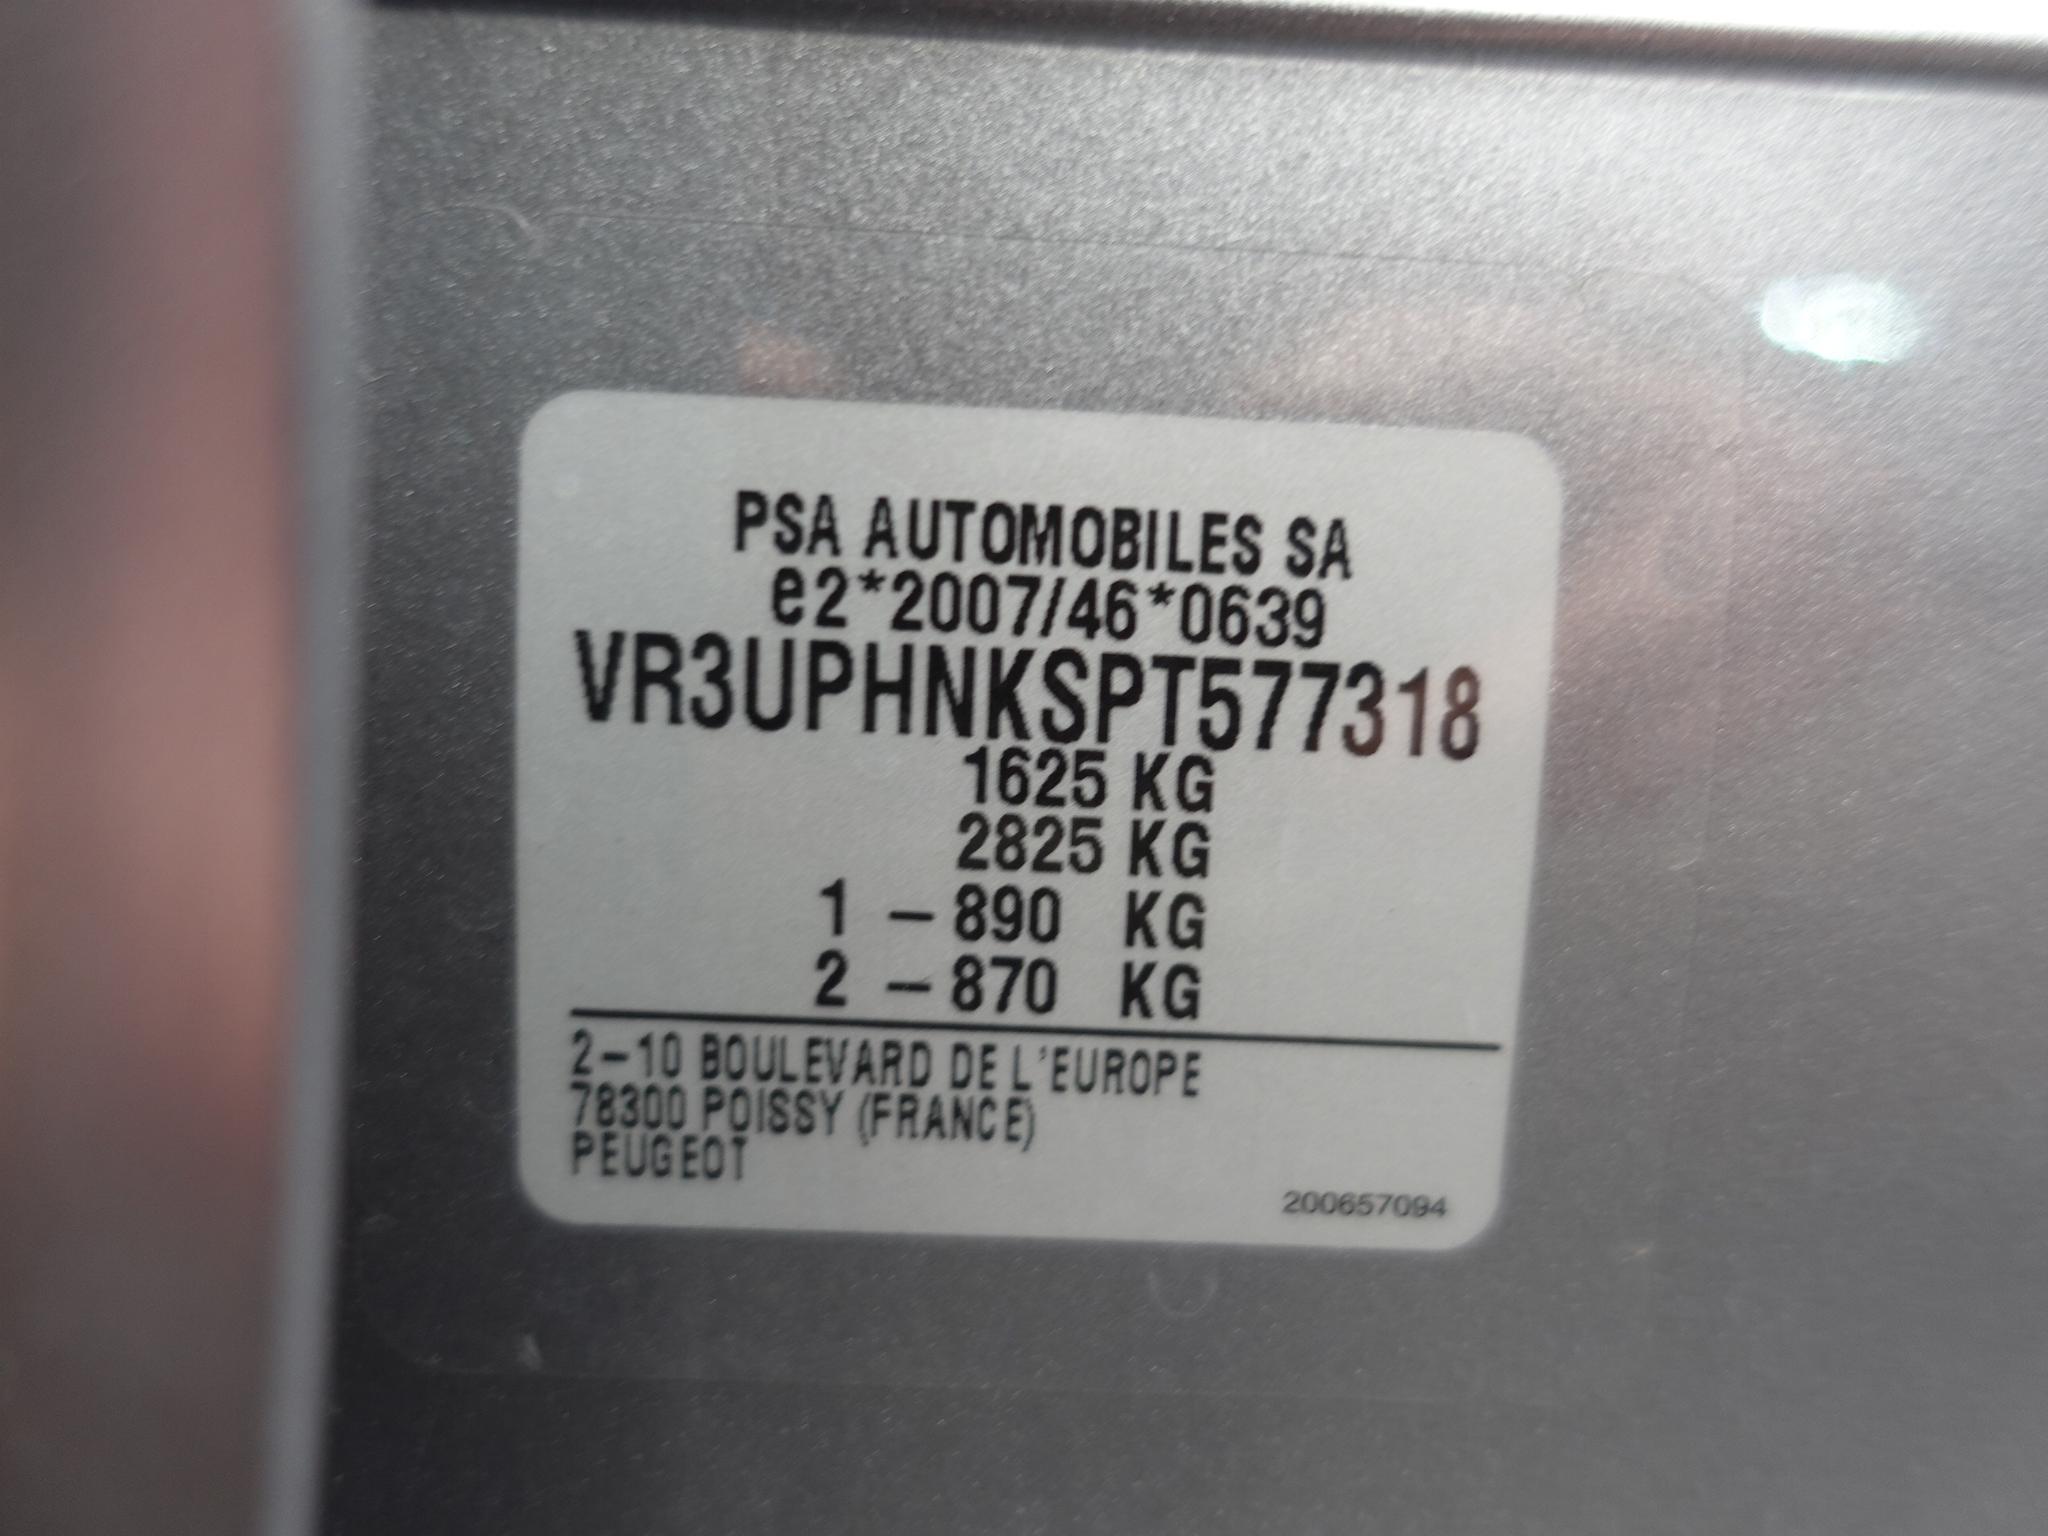 PSA AUTOMOBILES SA
e2*2007/46*0639
VR3UPHNKSPT577318
1625 KG
2825 KG
1 – 890 KG
2 – 870 KG
2–10 BOULEVARD DE L'EUROPE
78300 POISSY (FRANCE)
PEUGEOT
200657094